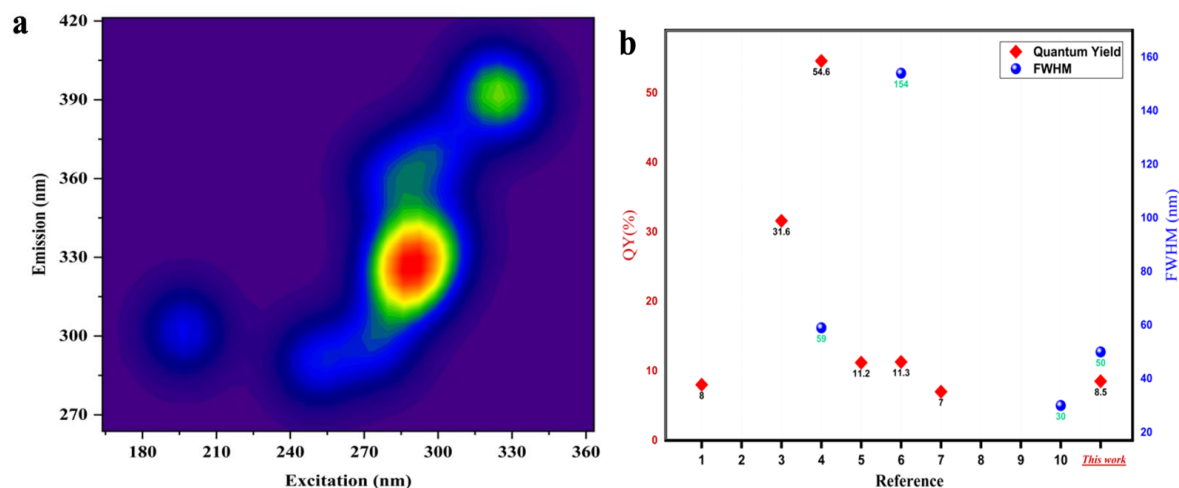 a
420
390
360
330
300
270
Emission (nm)
180 210 240 270 300 330 360
Excitation (nm)
b
Quantum Yield
FWHM
50
40
30
20
10
0
QY(%)
160
140
120
100
80
60
40
20
FWHM (nm)
54.6
154
31.6
59
11.2
11.3
50
8
7
8.5
30
1 2 3 4 5 6 7 8 9 10 This work
Reference